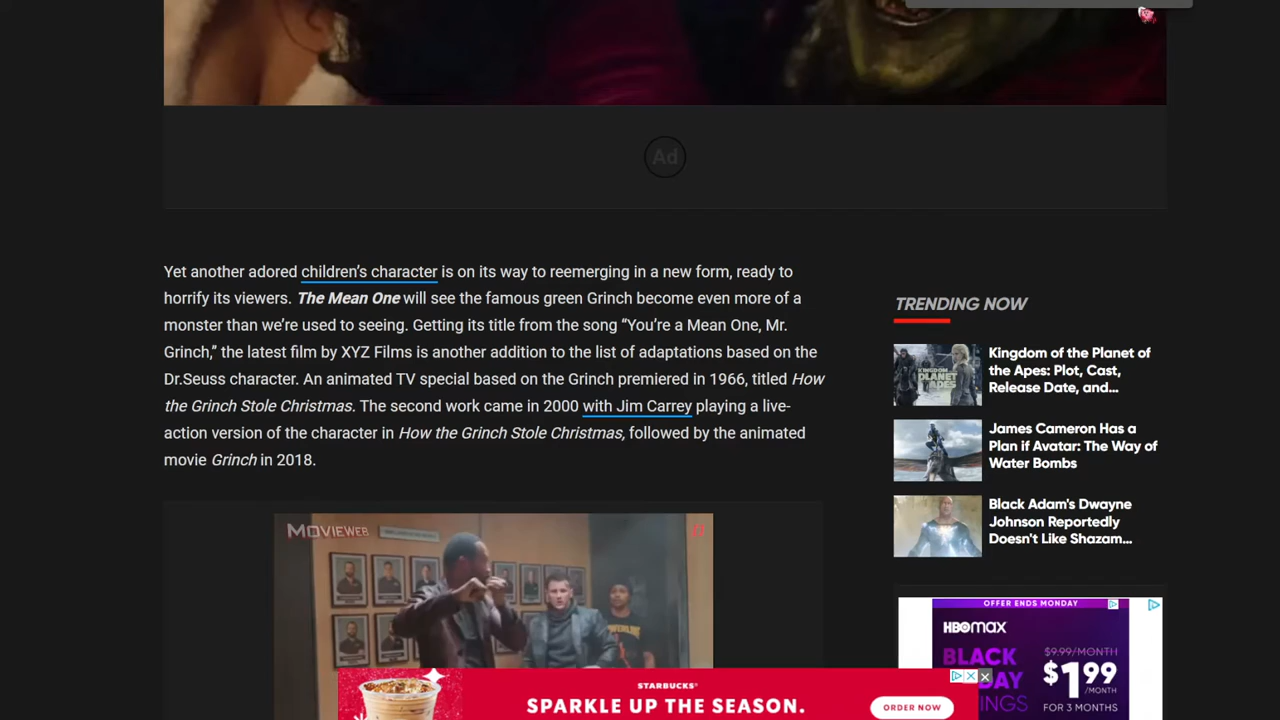 Ad
Yet another adored children’s character is on its way to reemerging in a new form, ready to
horrify its viewers. The Mean One will see the famous green Grinch become even more of a
monster than we’re used to seeing. Getting its title from the song “You’re a Mean One, Mr.
Grinch,” the latest film by XYZ Films is another addition to the list of adaptations based on the
Dr.Seuss character. An animated TV special based on the Grinch premiered in 1966, titled How
the Grinch Stole Christmas. The second work came in 2000 with Jim Carrey playing a live-
action version of the character in How the Grinch Stole Christmas, followed by the animated
movie Grinch in 2018.
MOVIEWEB
TRENDING NOW
Kingdom of the Planet of
the Apes: Plot, Cast,
Release Date, and...
James Cameron Has a
Plan if Avatar: The Way of
Water Bombs
Black Adam's Dwayne
Johnson Reportedly
Doesn't Like Shazam...
OFFER ENDS MONDAY
HBOMAX
BLACK
$9.99/MONTH
$1.99
/MONTH
FOR 3 MONTHS
STARBUCKS®
SPARKLE UP THE SEASON.
ORDER NOW